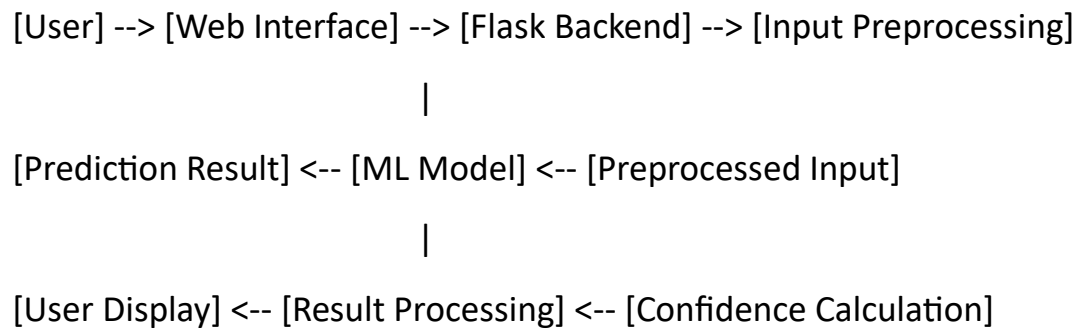 [User] --> [Web Interface] --> [Flask Backend] --> [Input Preprocessing]
|
[Prediction Result] <-- [ML Model] <-- [Preprocessed Input]
|
[User Display] <-- [Result Processing] <-- [Confidence Calculation]